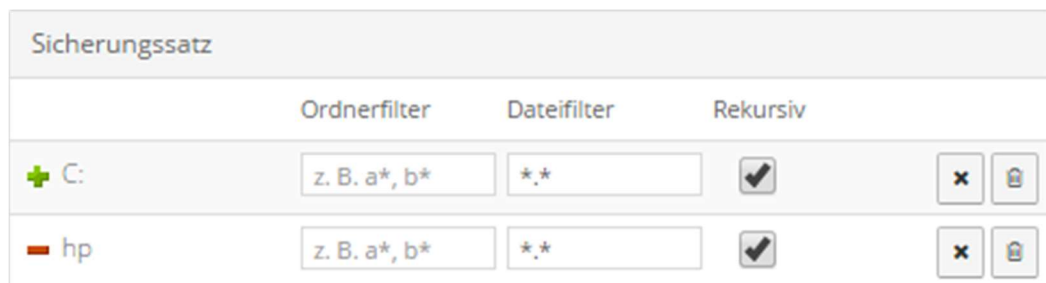 Sicherungssatz
Ordnerfilter Dateifilter Rekursiv
C: z. B. a*, b* *.*
hp z. B. a*, b* *.*